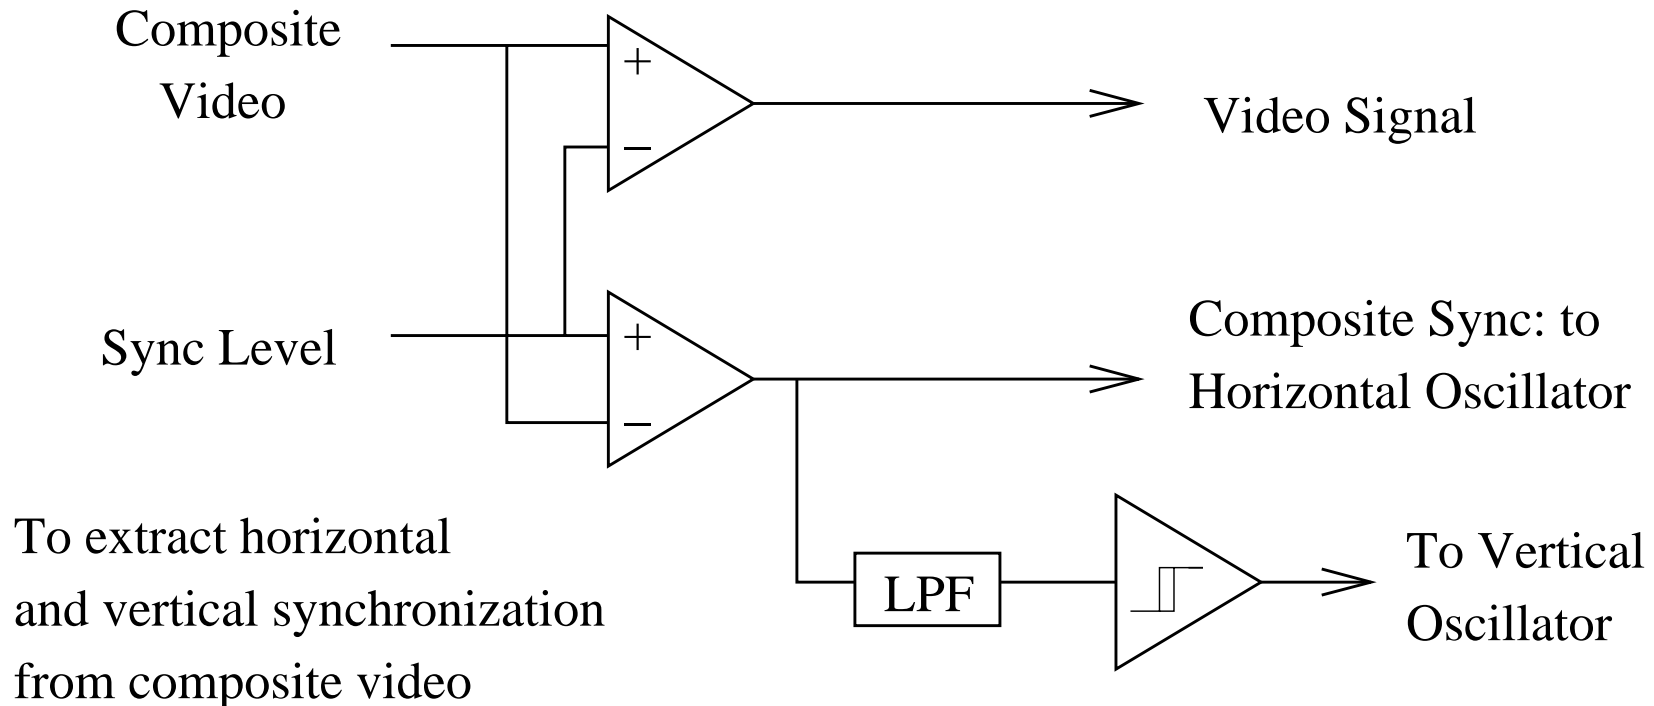 Composite
Video
+
−
Video Signal
Sync Level
+
−
Composite Sync: to
Horizontal Oscillator
To extract horizontal
and vertical synchronization
from composite video
LPF
To Vertical
Oscillator